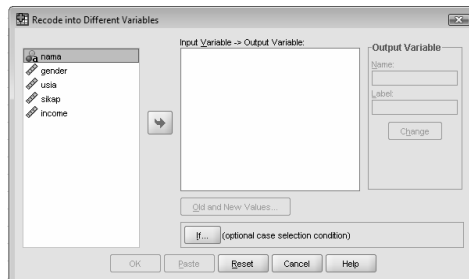 Recode into Different Variables
nama
gender
usia
sikap
income
Input Variable -> Output Variable:
Output Variable
Name:
Label:
Change
Old and New Values...
If... (optional case selection condition)
OK Paste Reset Cancel Help